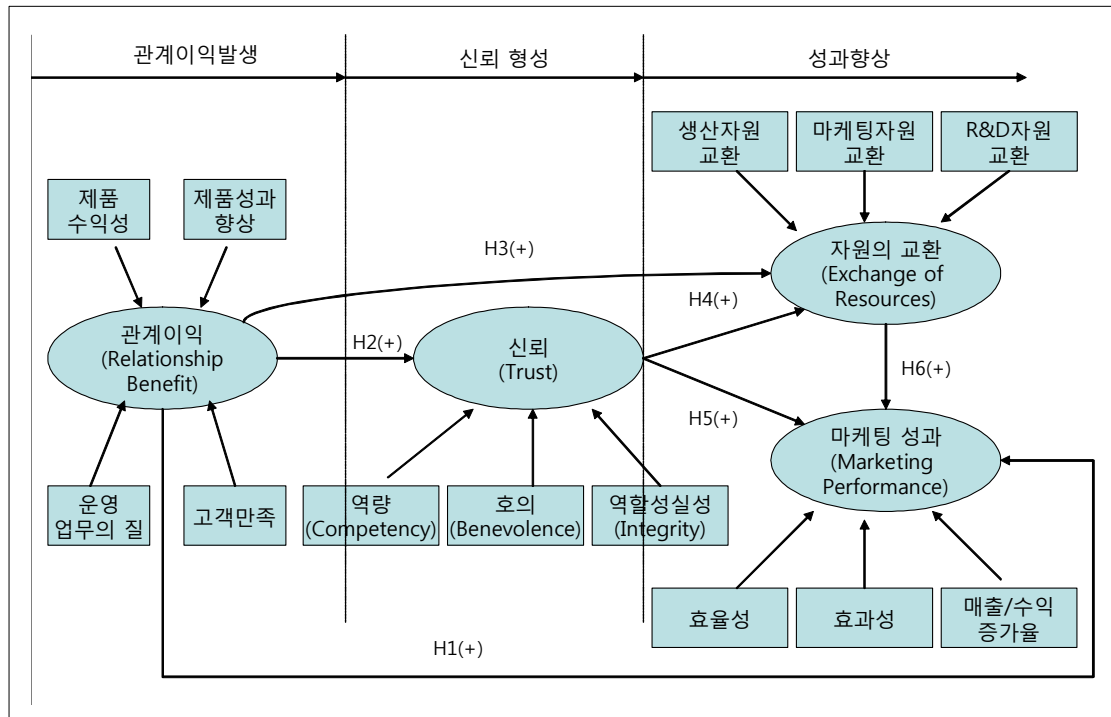 관계이익발생
신뢰 형성
성과향상
생산자원
교환
마케팅자원
교환
R&D자원
교환
제품
수익성
제품성과
향상
H3(+)
자원의 교환
(Exchange of
Resources)
H4(+)
관계이익
(Relationship
Benefit)
H2(+)
신뢰
(Trust)
H6(+)
H5(+)
마케팅 성과
(Marketing
Performance)
운영
업무의 질
고객만족
역량
(Competency)
호의
(Benevolence)
역할성실성
(Integrity)
효율성
효과성
매출/수익
증가율
H1(+)